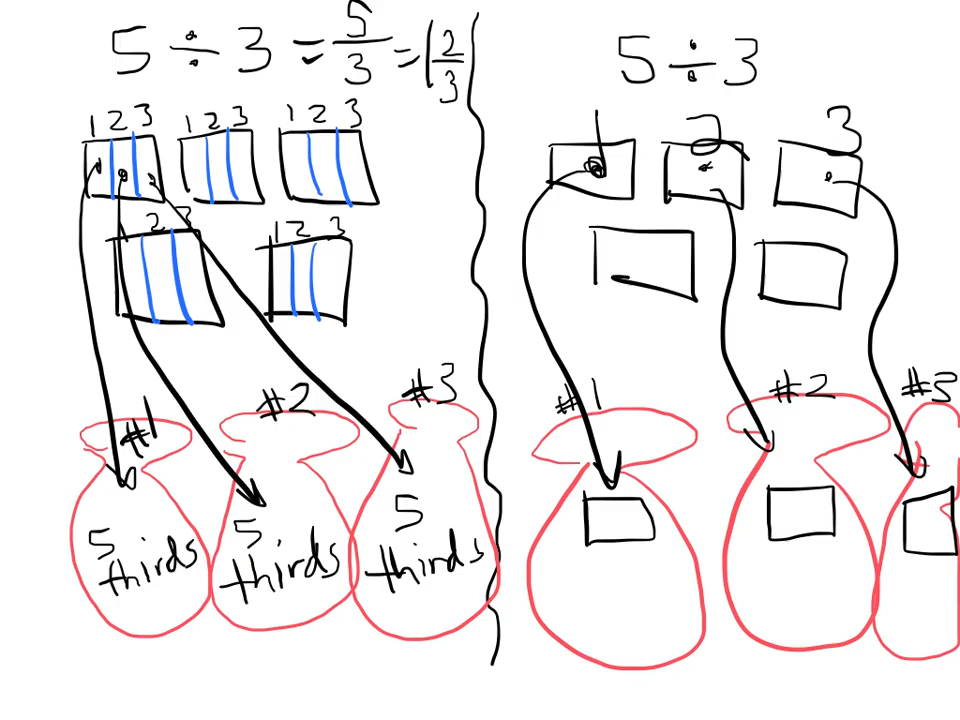 5 ÷ 3 = 5/3 = 1 2/3
1 2 3 1 2 3 1 2 3
2 3 1 2 3
#1 #2 #3
5 thirds 5 thirds 5 thirds
5 ÷ 3
1 2 3
#1 #2 #3